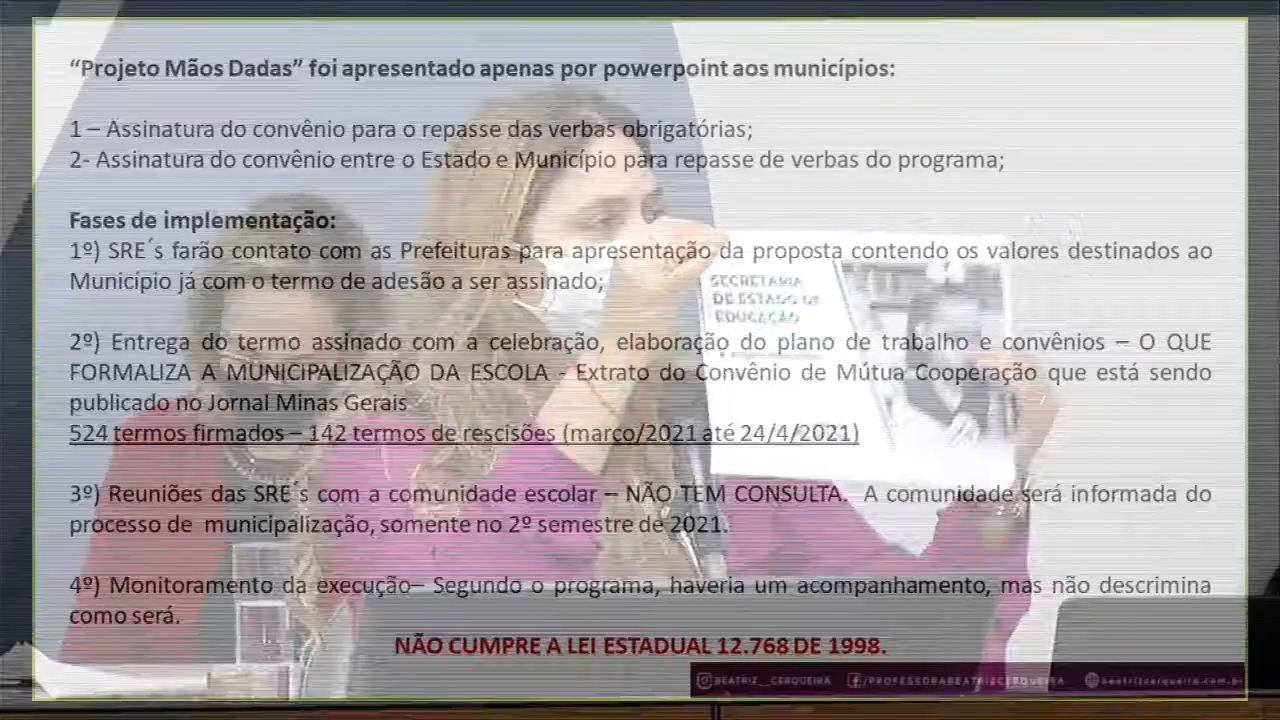 “Projeto Mãos Dadas” foi apresentado apenas por powerpoint aos municípios:
1 – Assinatura do convênio para o repasse das verbas obrigatórias;
2- Assinatura do convênio entre o Estado e Município para repasse de verbas do programa;
Fases de implementação:
1º) SRE´s farão contato com as Prefeituras para apresentação da proposta contendo os valores destinados ao
Município já com o termo de adesão a ser assinado;
SECRETARIA
DE ESTADO DE
EDUCAÇÃO
2º) Entrega do termo assinado com a celebração, elaboração do plano de trabalho e convênios – O QUE
FORMALIZA A MUNICIPALIZAÇÃO DA ESCOLA - Extrato do Convênio de Mútua Cooperação que está sendo
publicado no Jornal Minas Gerais
524 termos firmados – 142 termos de rescisões (março/2021 até 24/4/2021)
3º) Reuniões das SRE´s com a comunidade escolar – NÃO TEM CONSULTA. A comunidade será informada do
processo de municipalização, somente no 2º semestre de 2021.
4º) Monitoramento da execução– Segundo o programa, haveria um acompanhamento, mas não descrimina
como será.
NÃO CUMPRE A LEI ESTADUAL 12.768 DE 1998.
BEATRIZ__CERQUEIRA /PROFESSORABEATRIZCERQUEIRA beatrizcerqueira.com.br